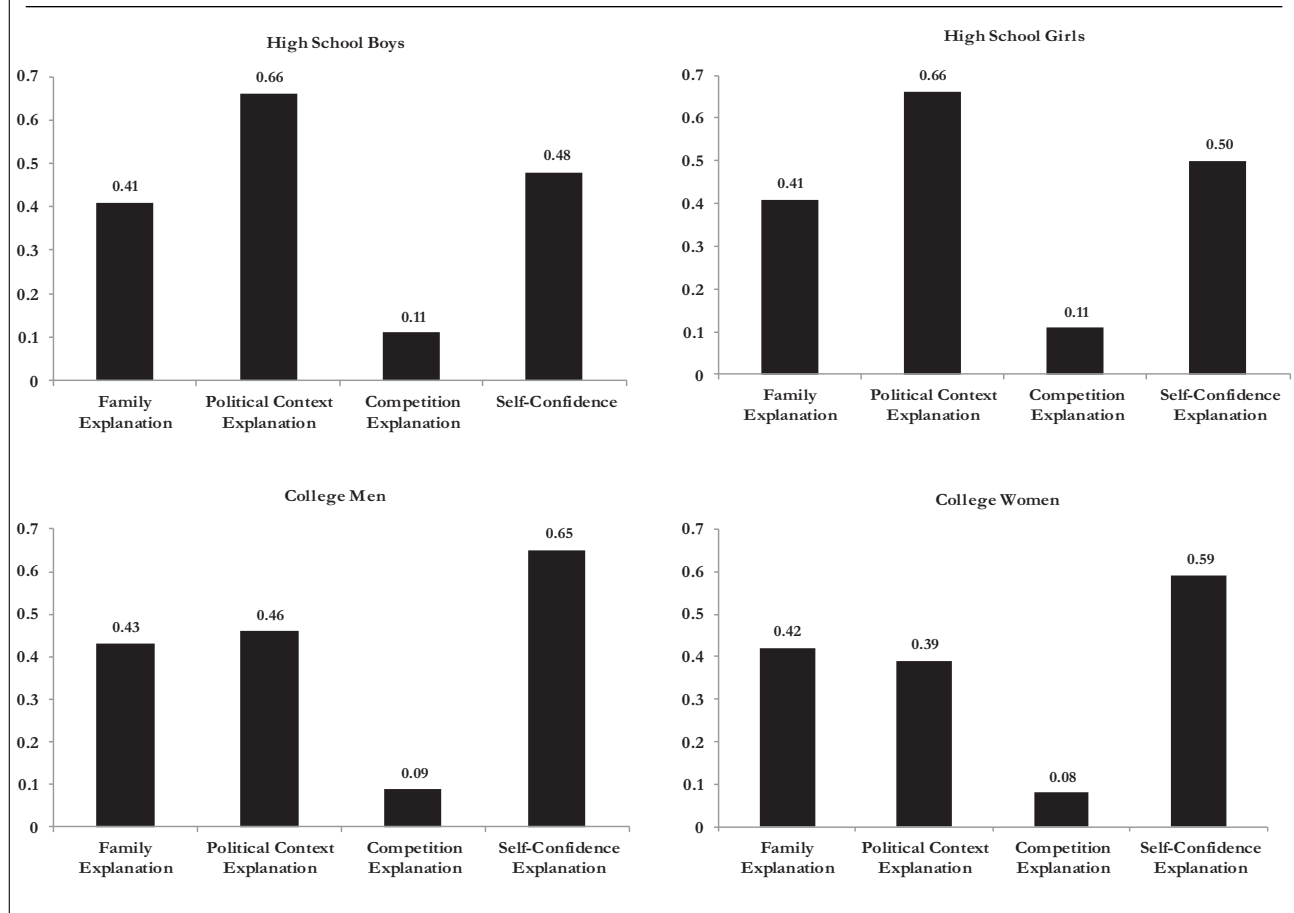 High School Boys
0.7
0.6
0.5
0.4
0.3
0.2
0.1
0
0.41
0.66
0.11
0.48
Family
Explanation
Political Context
Explanation
Competition
Explanation
Self-Confidence
High School Girls
0.7
0.6
0.5
0.4
0.3
0.2
0.1
0
0.41
0.66
0.11
0.50
Family
Explanation
Political Context
Explanation
Competition
Explanation
Self-Confidence
Explanation
College Men
0.7
0.6
0.5
0.4
0.3
0.2
0.1
0
0.43
0.46
0.09
0.65
Family
Explanation
Political Context
Explanation
Competition
Explanation
Self-Confidence
Explanation
College Women
0.7
0.6
0.5
0.4
0.3
0.2
0.1
0
0.42
0.39
0.08
0.59
Family
Explanation
Political Context
Explanation
Competition
Explanation
Self-Confidence
Explanation